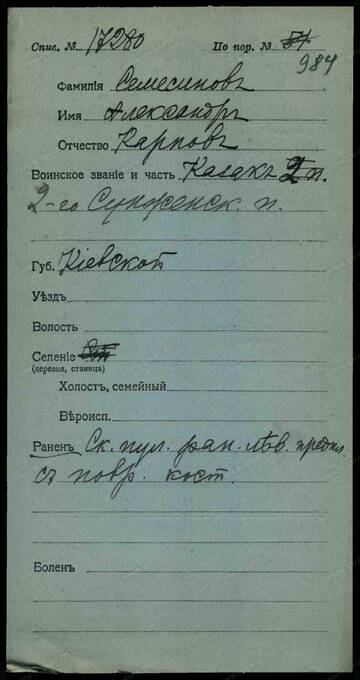 Спис. № 17280 По пор. № 54
984
Фамилія Семесиновъ
Имя Александръ
Отчество Карповъ
Воинское званіе и часть Казакъ 2 п.
2-го Сунженск. п.
Губ. Кіевской
Уѣздъ
Волость
Селеніе
(деревня, станица)
Холостъ, семейный
Вѣроисп.
Раненъ Ск. пул. ран. лѣв. предпл.
съ повр. кост.
Боленъ